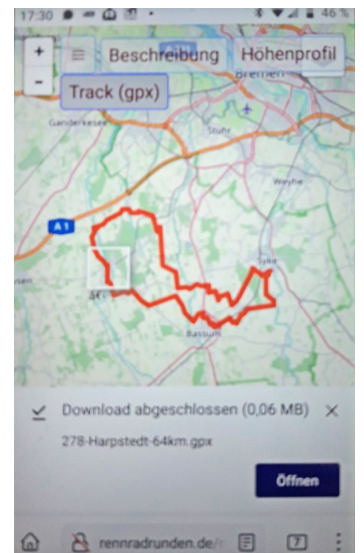 17:30
46%
+
Beschreibung
Höhenprofil
-
Track (gpx)
Bremen
Ganderkesee
Stuhr
Weyhe
A 1
Syke
Bassum
Download abgeschlossen (0,06 MB)
278-Harpstedt-64km.gpx
Öffnen
rennradrunden.de/r
7